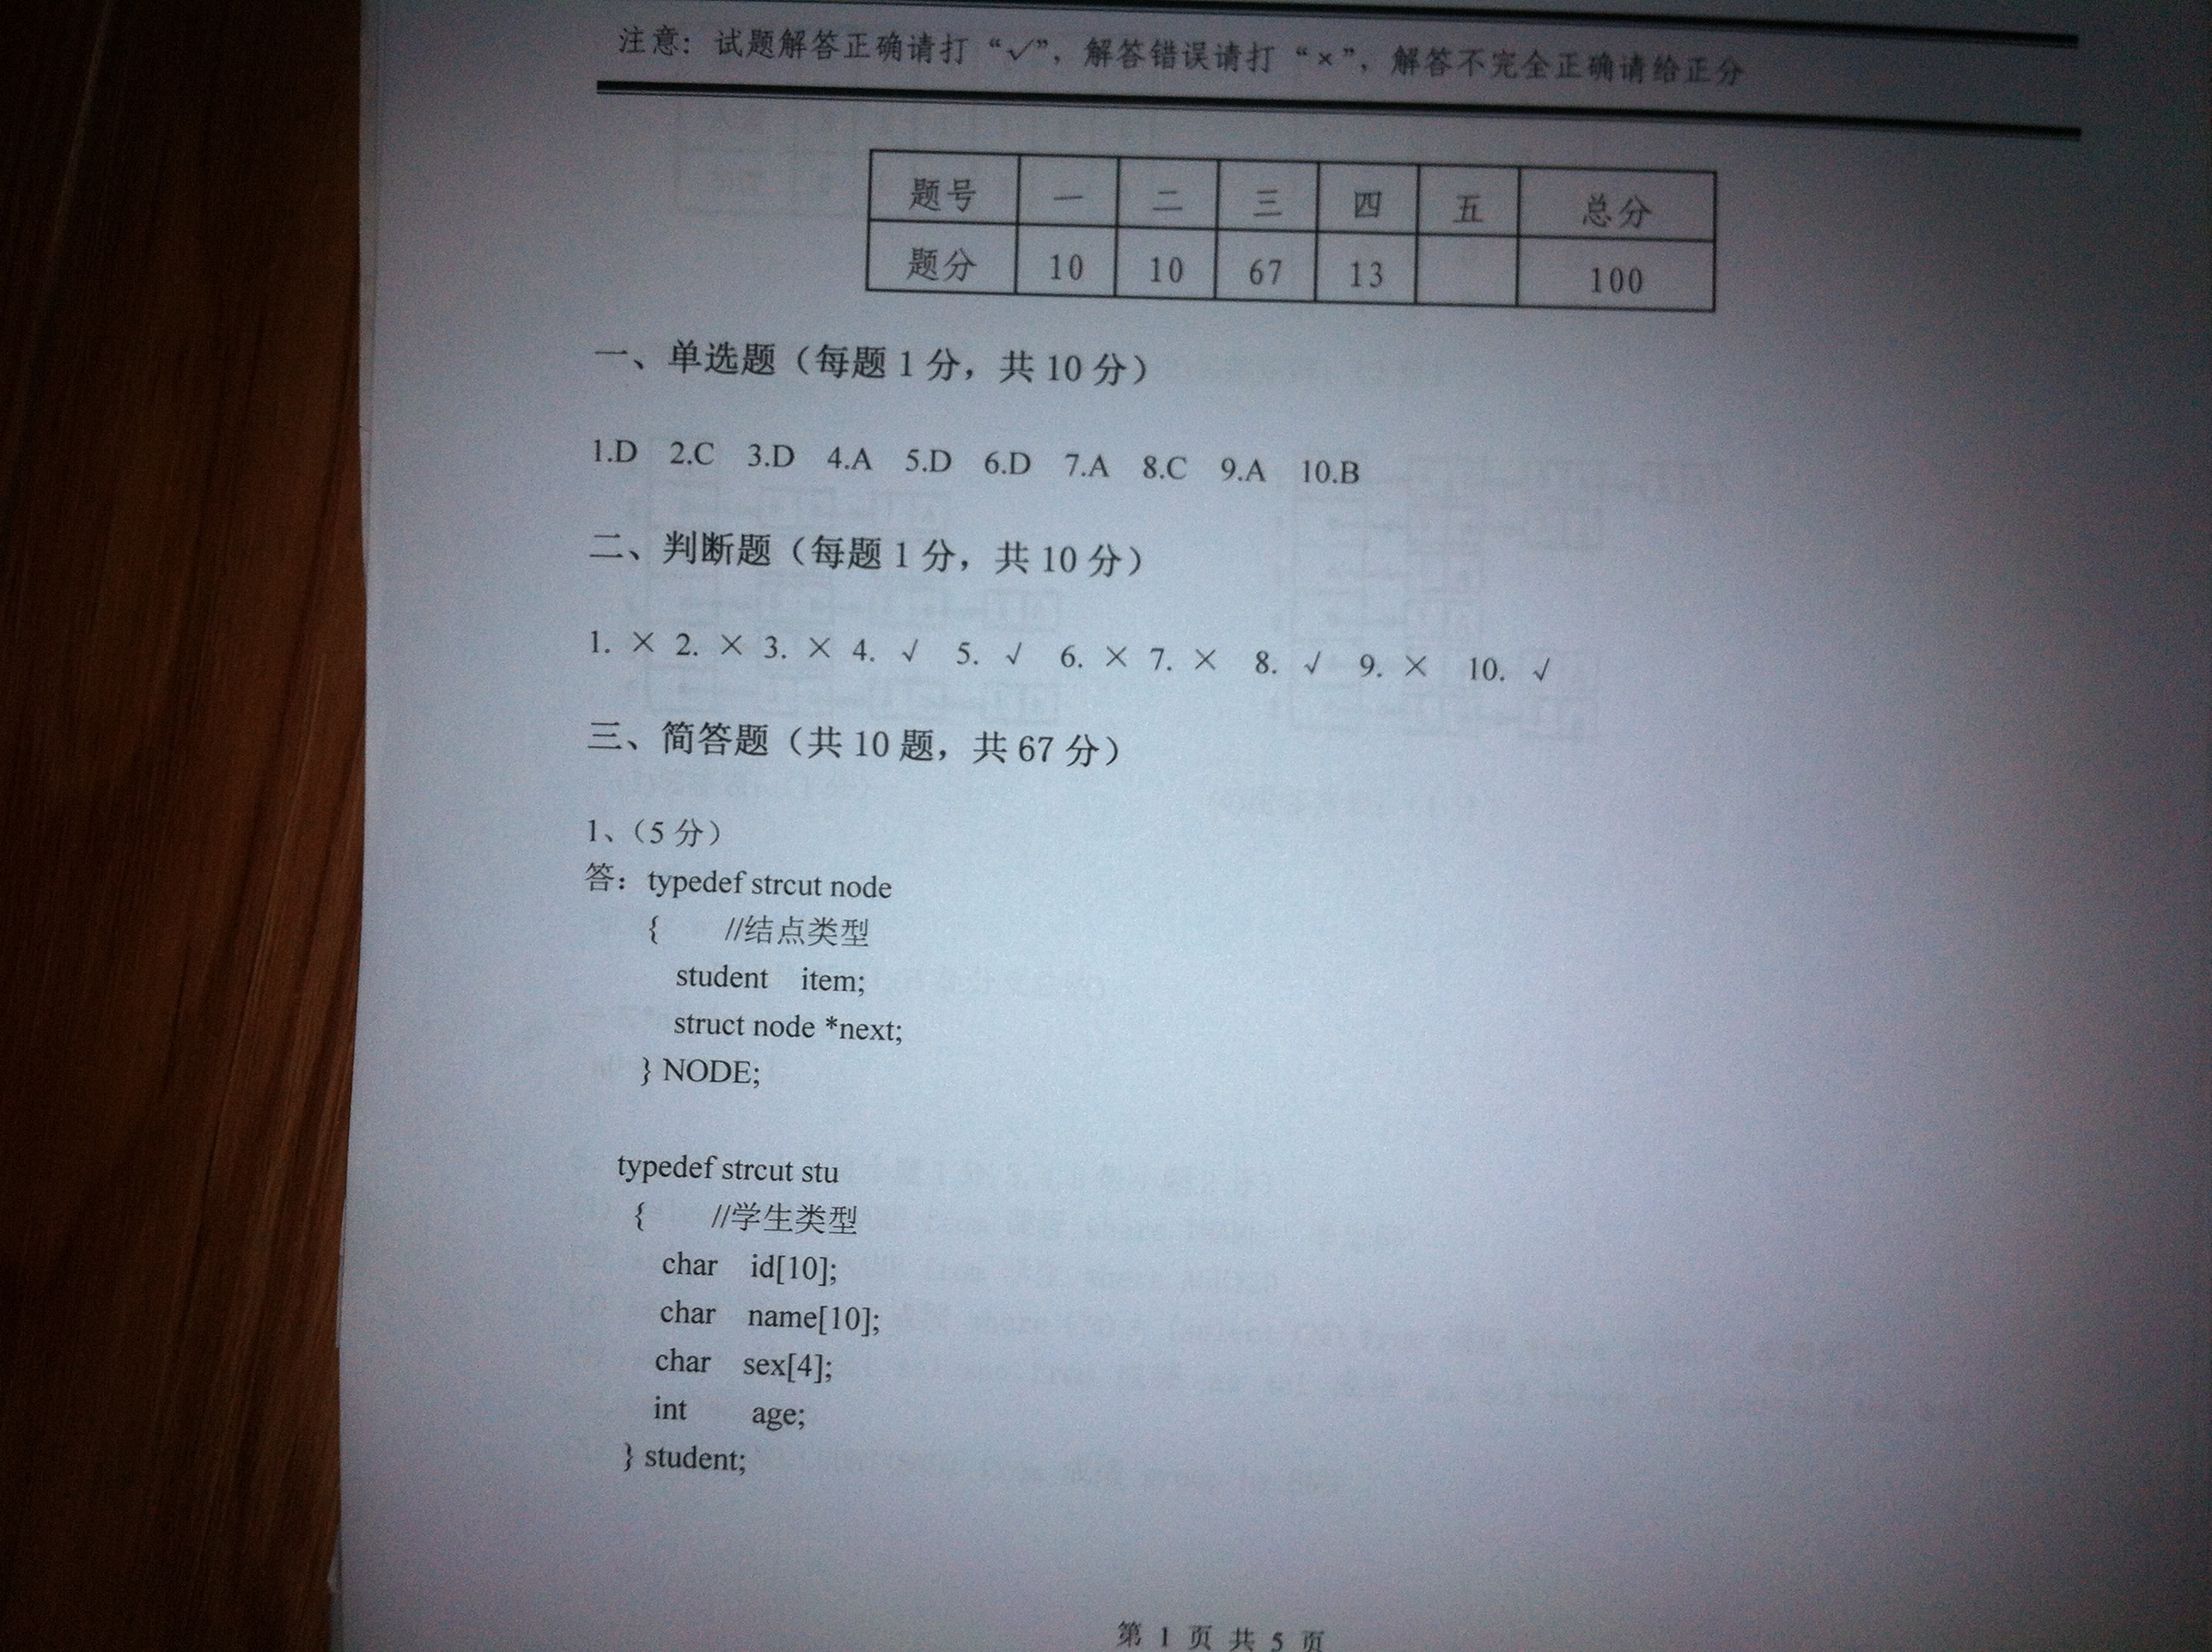 注意：试题解答正确请打“√”，解答错误请打“×”，解答不完全正确请给正分
题号 一 二 三 四 五 总分
题分 10 10 67 13 100
一、单选题（每题 1 分，共 10 分）
1.D 2.C 3.D 4.A 5.D 6.D 7.A 8.C 9.A 10.B
二、判断题（每题 1 分，共 10 分）
1. × 2. × 3. × 4. √ 5. √ 6. × 7. × 8. √ 9. × 10. √
三、简答题（共 10 题，共 67 分）
1、（5 分）
答：typedef strcut node
{ //结点类型
student item;
struct node *next;
} NODE;
typedef strcut stu
{ //学生类型
char id[10];
char name[10];
char sex[4];
int age;
} student;
第 1 页 共 5 页